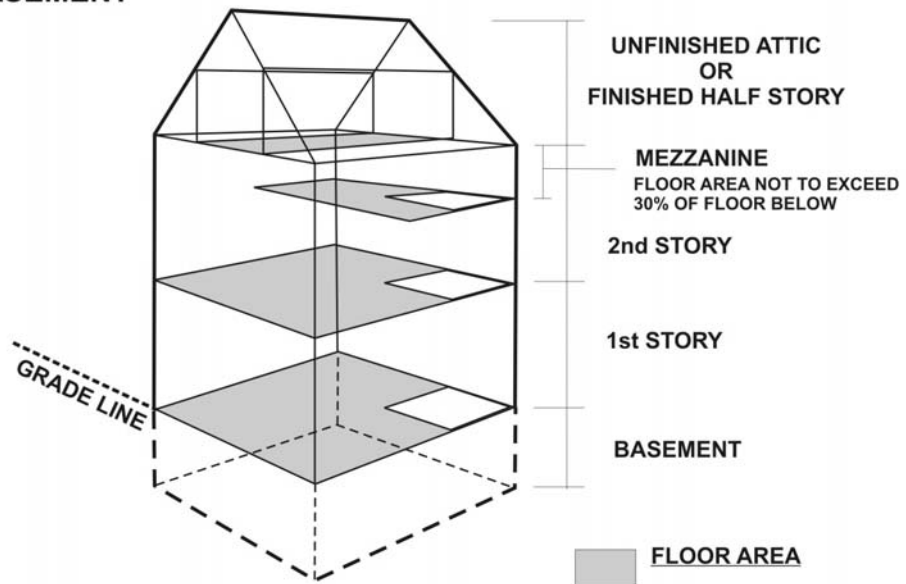 UNFINISHED ATTIC
OR
FINISHED HALF STORY
MEZZANINE
FLOOR AREA NOT TO EXCEED
30% OF FLOOR BELOW
2nd STORY
1st STORY
GRADE LINE
BASEMENT
FLOOR AREA